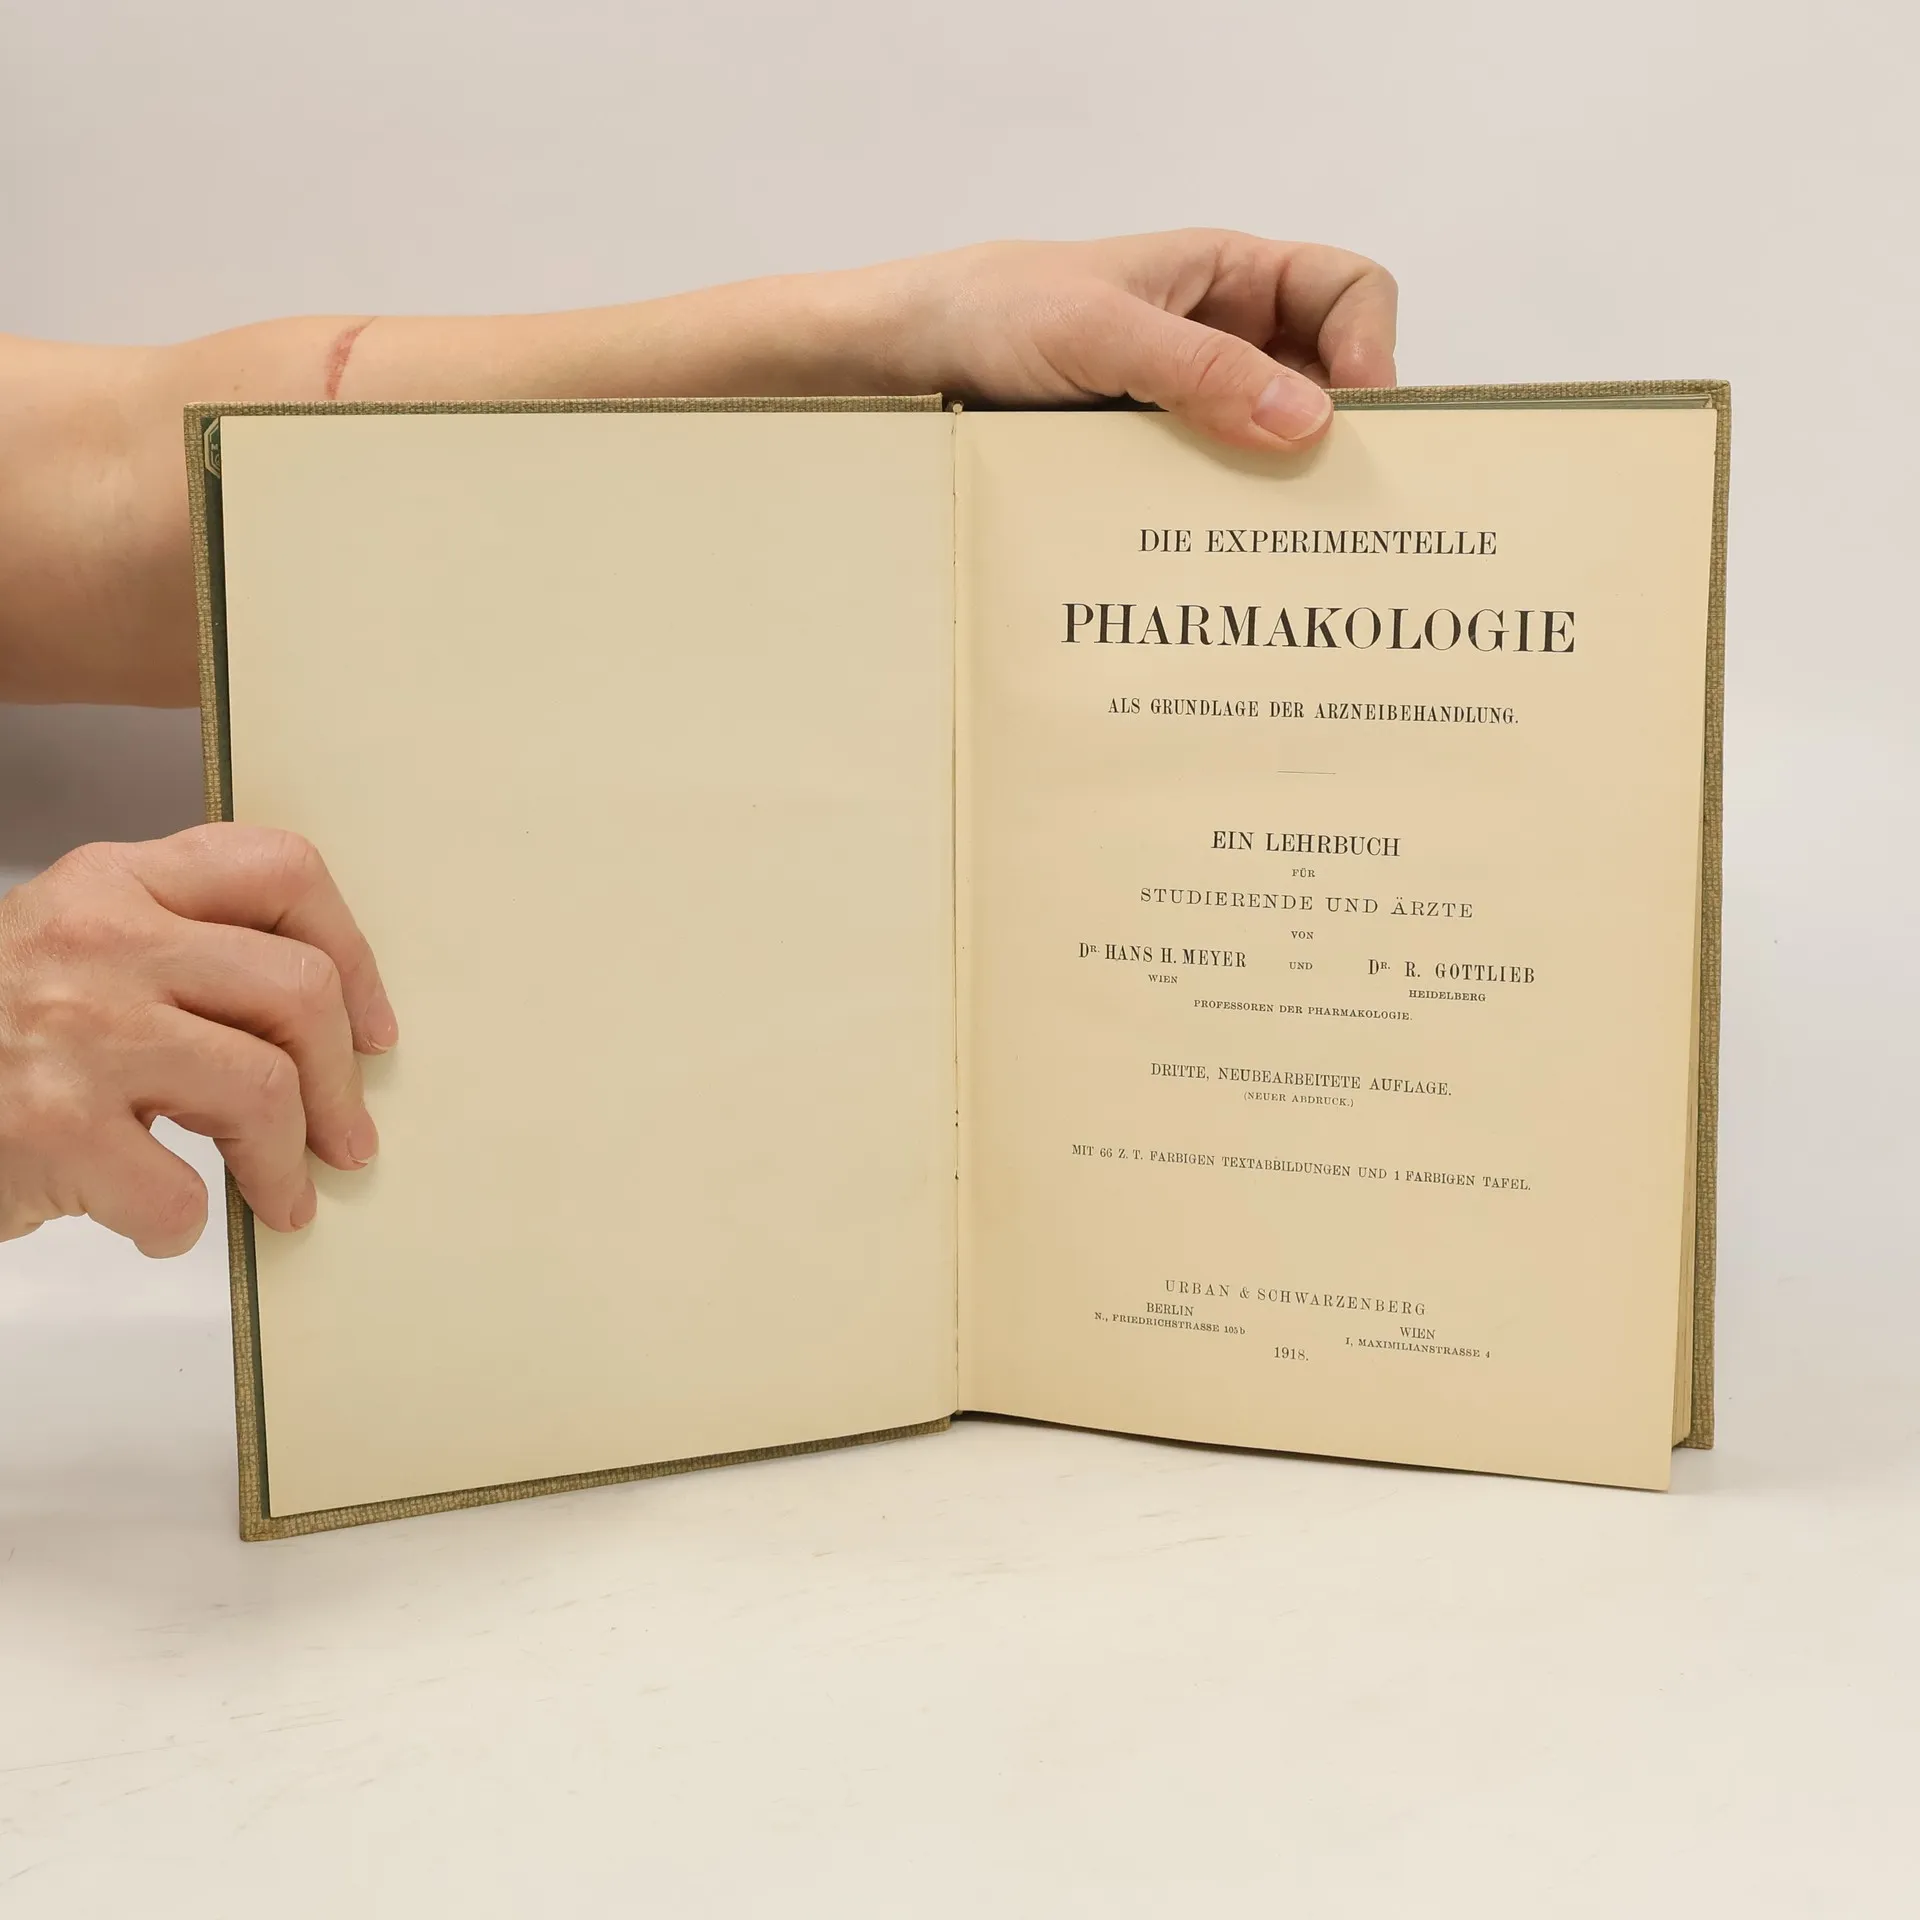 DIE EXPERIMENTELLE
PHARMAKOLOGIE
ALS GRUNDLAGE DER ARZNEIBEHANDLUNG.
EIN LEHRBUCH
FÜR
STUDIERENDE UND ÄRZTE
VON
DR. HANS H. MEYER UND DR. R. GOTTLIEB
WIEN HEIDELBERG
PROFESSOREN DER PHARMAKOLOGIE.
DRITTE, NEUBEARBEITETE AUFLAGE.
(NEUER ABDRUCK.)
MIT 66 Z. T. FARBIGEN TEXTABBILDUNGEN UND 1 FARBIGEN TAFEL.
URBAN & SCHWARZENBERG
BERLIN WIEN
N., FRIEDRICHSTRASSE 105b I, MAXIMILIANSTRASSE 4
1918.